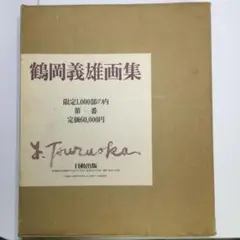 鶴岡義雄画集
限定1,000部の内
第 番
定価60,000円
Y. Tsuruoka
日動出版